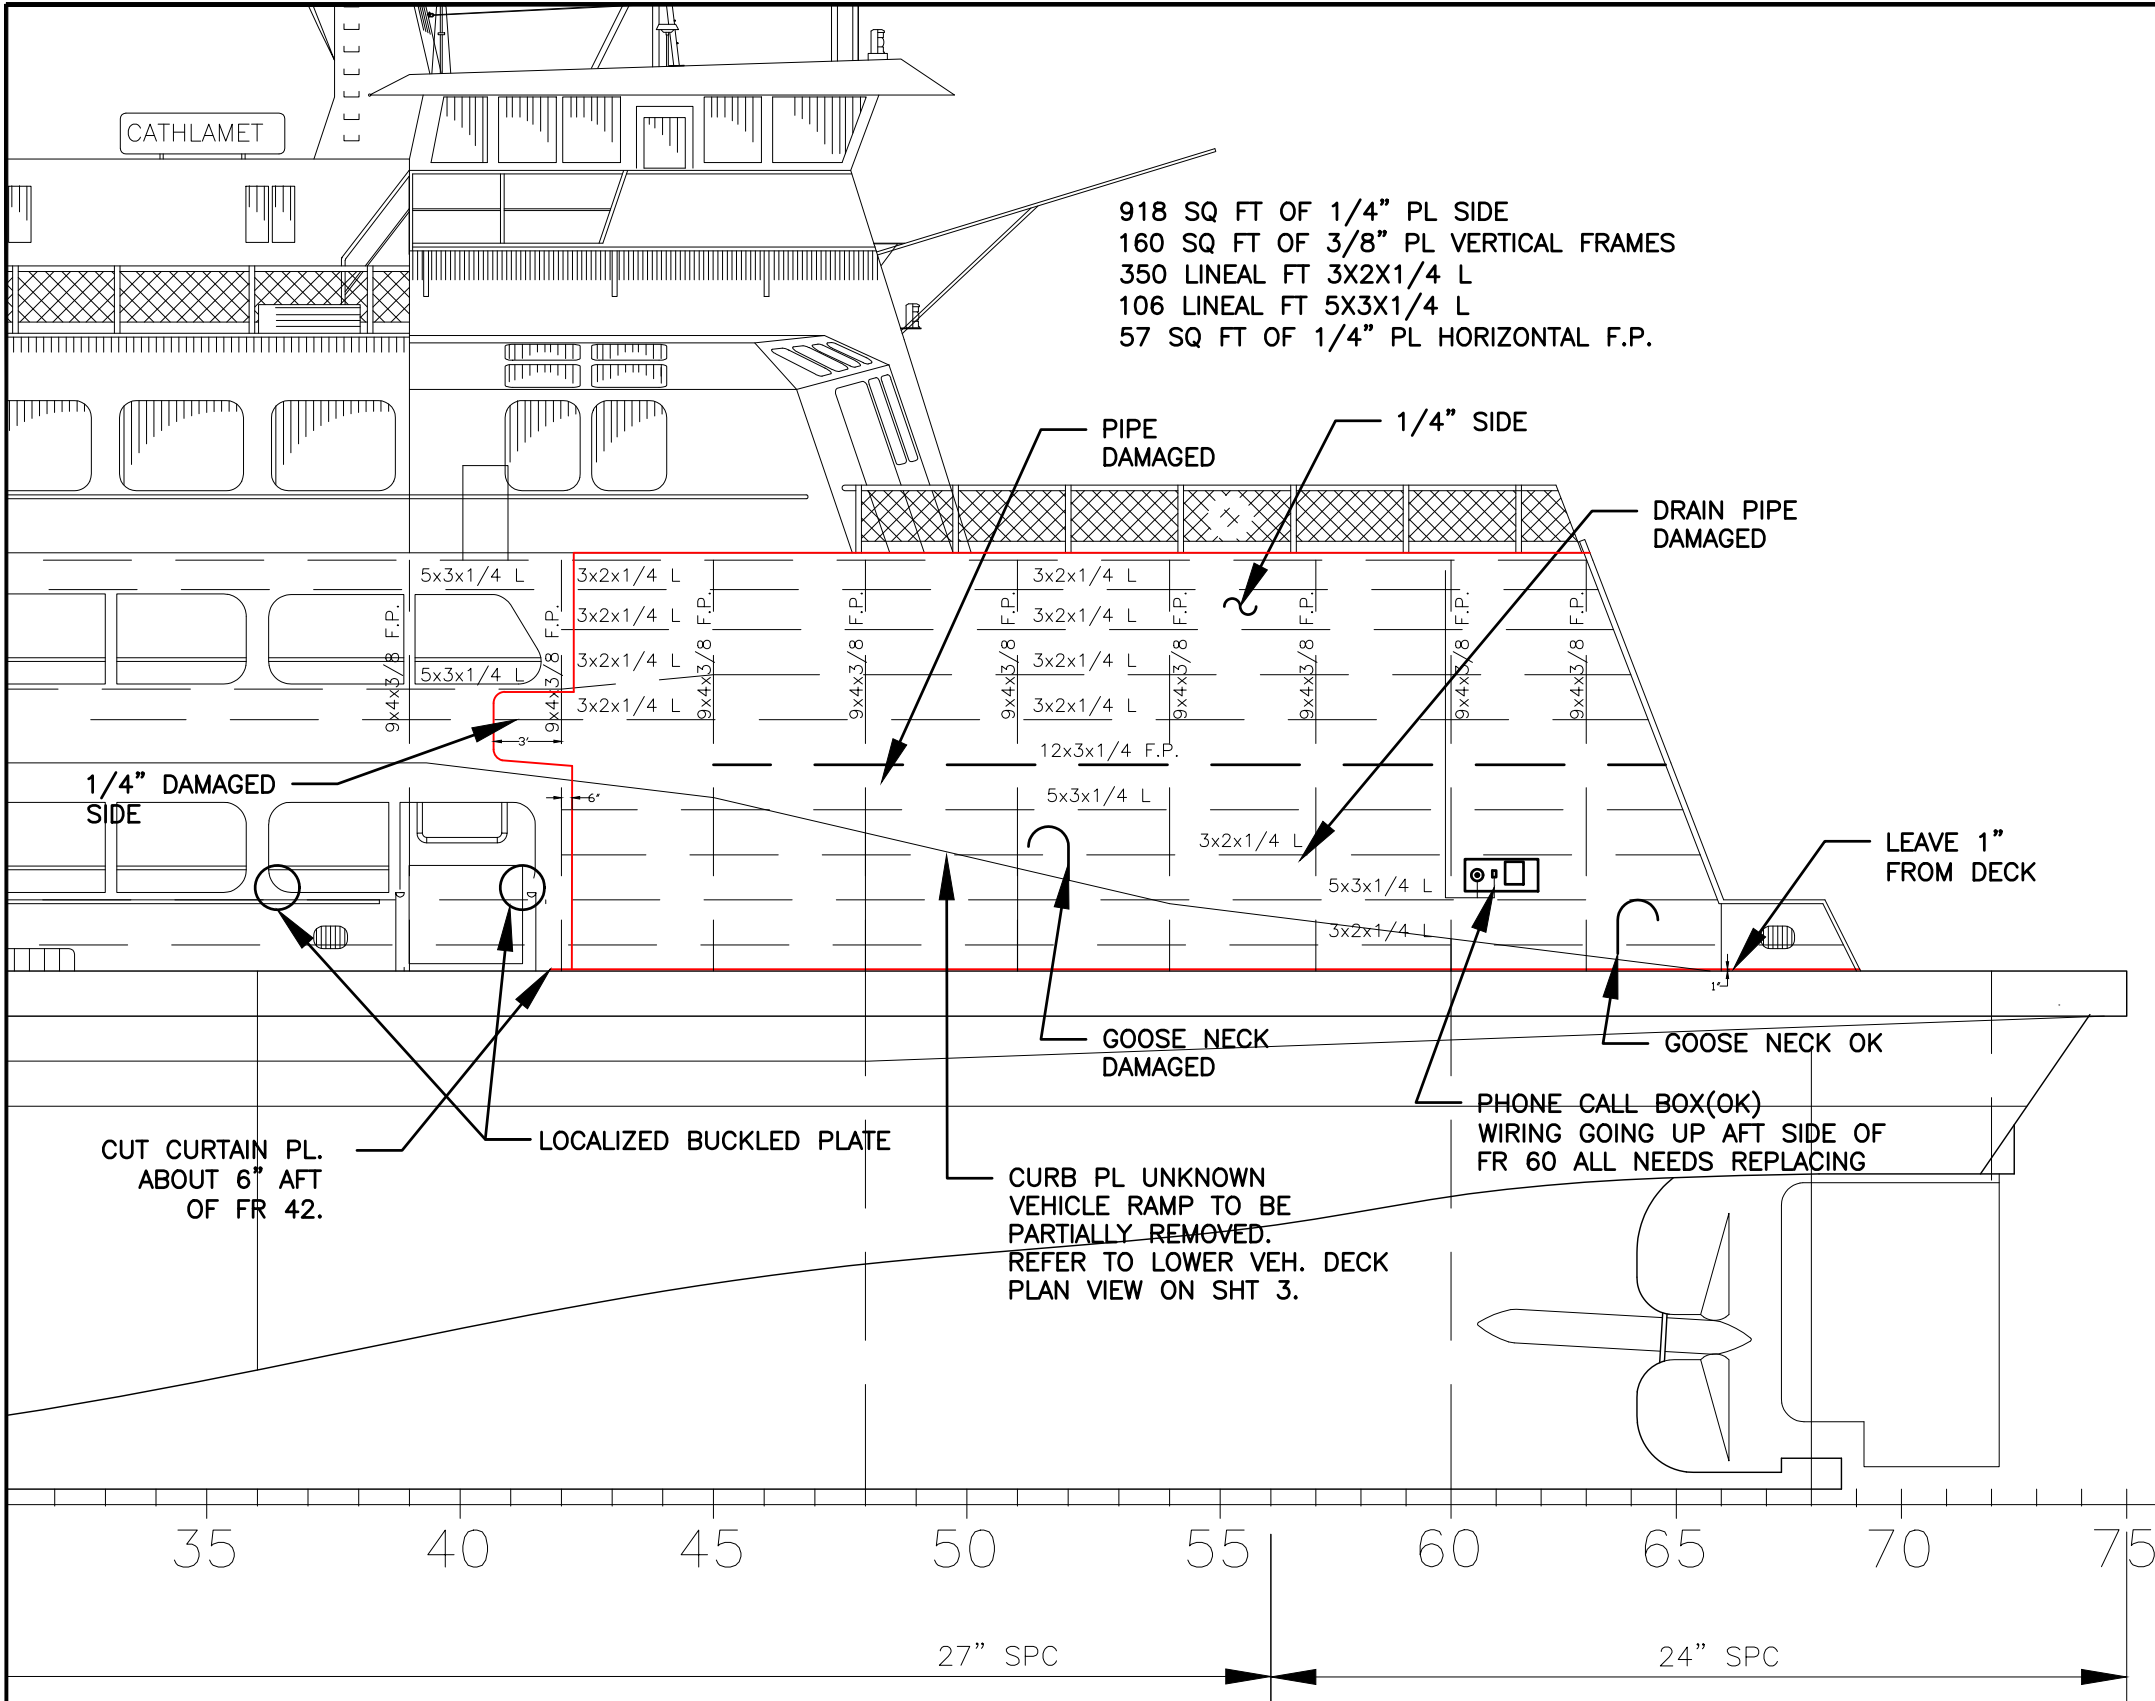 CATHLAMET
918 SQ FT OF 1/4" PL SIDE
160 SQ FT OF 3/8" PL VERTICAL FRAMES
350 LINEAL FT 3X2X1/4 L
106 LINEAL FT 5X3X1/4 L
57 SQ FT OF 1/4" PL HORIZONTAL F.P.
PIPE
DAMAGED
1/4" SIDE
DRAIN PIPE
DAMAGED
5x3x1/4 L
3x2x1/4 L
3x2x1/4 L
3x2x1/4 L
3x2x1/4 L
3x2x1/4 L
3x2x1/4 L
5x3x1/4 L
3x2x1/4 L
3x2x1/4 L
9x4x3/8 F.P.
9x4x3/8 F.P.
9x4x3/8 F.P.
9x4x3/8 F.P.
9x4x3/8 F.P.
9x4x3/8 F.P.
9x4x3/8 F.P.
9x4x3/8 F.P.
9x4x3/8 F.P.
3'
12x3x1/4 F.P.
1/4" DAMAGED
SIDE
6"
5x3x1/4 L
3x2x1/4 L
LEAVE 1"
FROM DECK
5x3x1/4 L
3x2x1/4 L
1"
GOOSE NECK
DAMAGED
GOOSE NECK OK
PHONE CALL BOX(OK)
WIRING GOING UP AFT SIDE OF
FR 60 ALL NEEDS REPLACING
CUT CURTAIN PL.
ABOUT 6" AFT
OF FR 42.
LOCALIZED BUCKLED PLATE
CURB PL UNKNOWN
VEHICLE RAMP TO BE
PARTIALLY REMOVED.
REFER TO LOWER VEH. DECK
PLAN VIEW ON SHT 3.
35 40 45 50 55 60 65 70 75
27" SPC
24" SPC